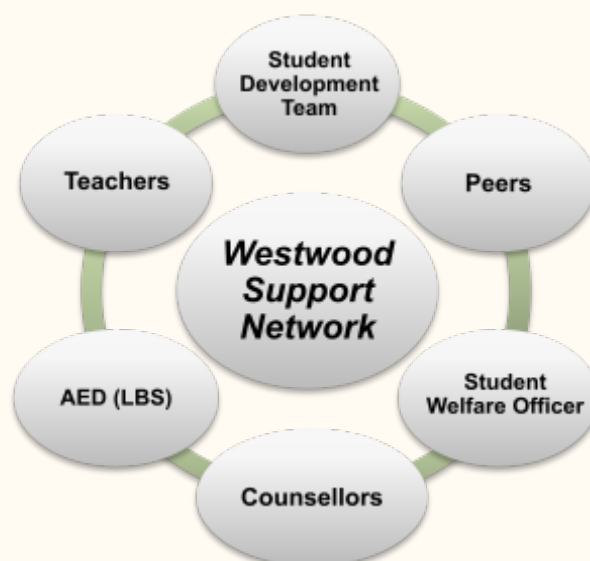 Student
Development
Team
Teachers
Peers
Westwood
Support
Network
AED (LBS)
Student
Welfare Officer
Counsellors